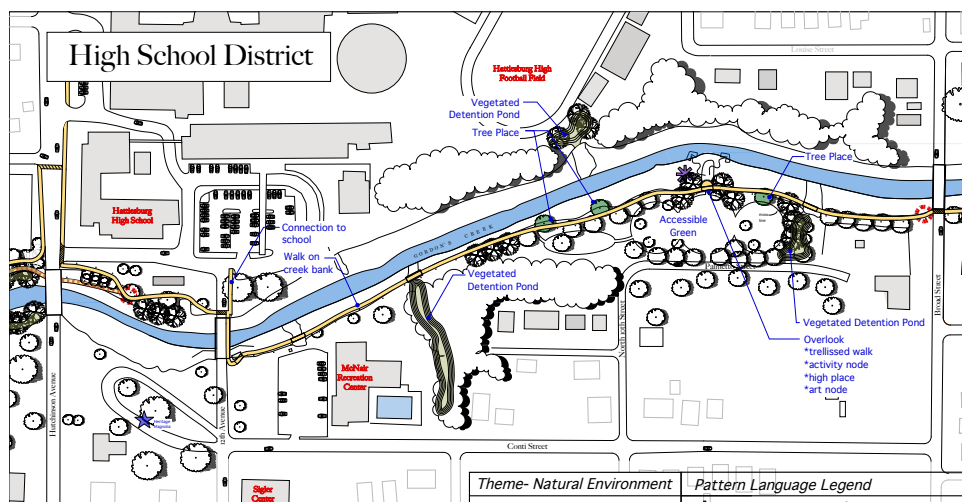 High School District
Louise Street
Hattiesburg High
Football Field
Vegetated
Detention Pond
Tree Place
Tree Place
Hattiesburg
High School
Connection to
school
Walk on
creek bank
GORDON'S CREEK
Accessible
Green
Vegetated
Detention Pond
Vegetated Detention Pond
Overlook
*trellissed walk
*activity node
*high place
*art node
McNair
Recreation
Center
Heritage
Magnolia
Hutchinson Avenue
12th Avenue
Broad Street
Conti Street
Sigler
Center
Theme- Natural Environment
Pattern Language Legend